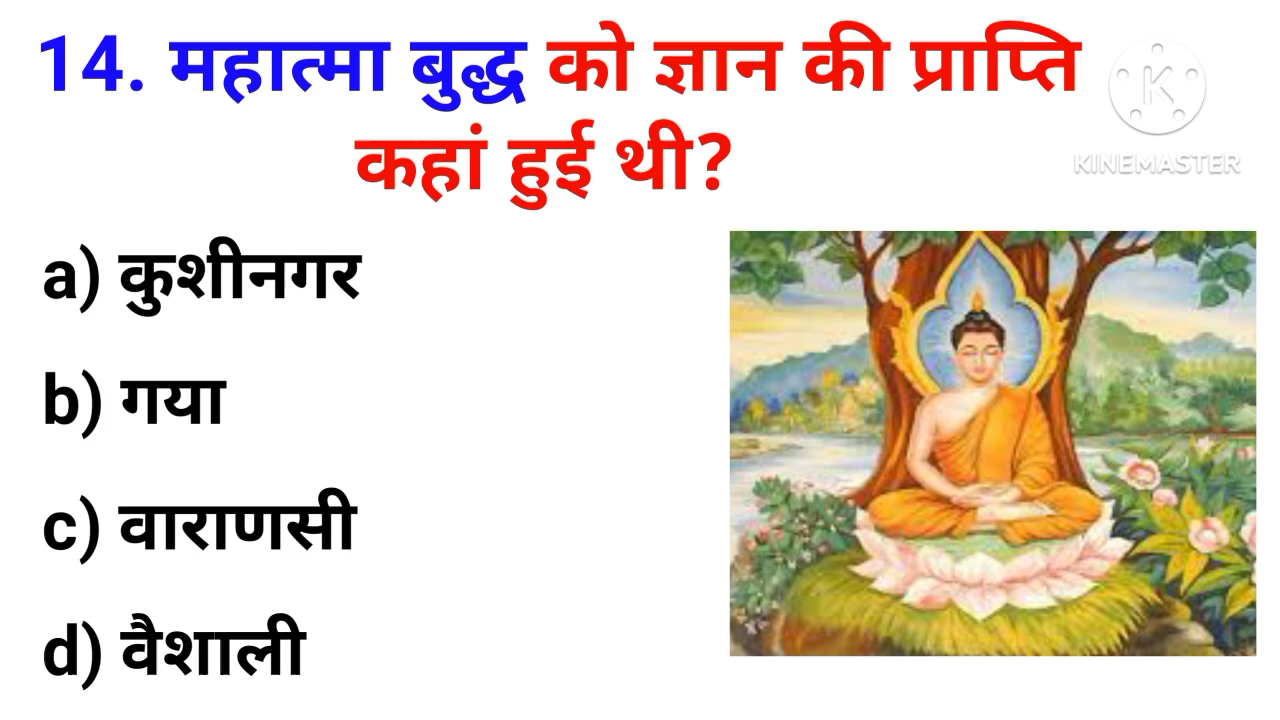 14. महात्मा बुद्ध को ज्ञान की प्राप्ति
कहां हुई थी?
K
KINEMASTER
a) कुशीनगर
b) गया
c) वाराणसी
d) वैशाली